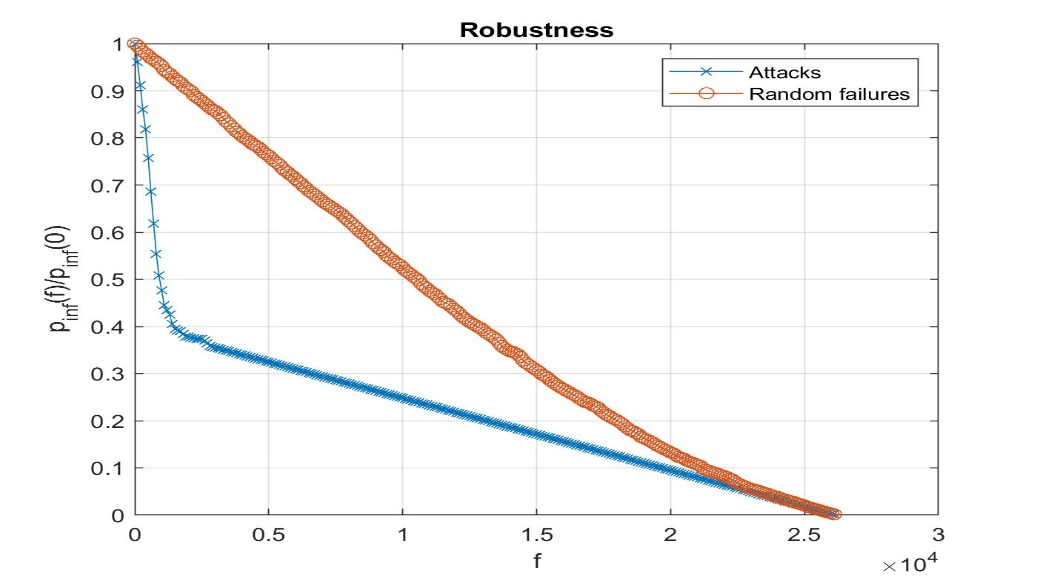 Robustness
Attacks
Random failures
p_inf(f)/p_inf(0)
1
0.9
0.8
0.7
0.6
0.5
0.4
0.3
0.2
0.1
0
0 0.5 1 1.5 2 2.5 3
f
×10^4